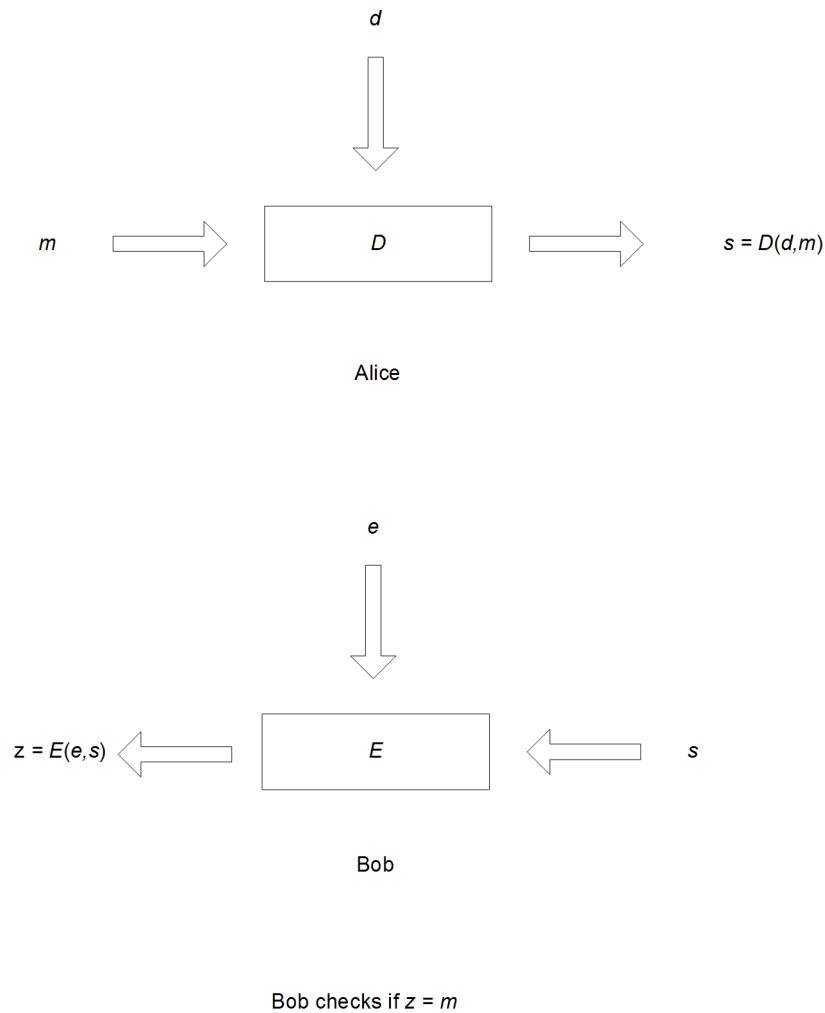 d
m
D
s = D(d,m)
Alice
e
z = E(e,s)
E
s
Bob
Bob checks if z = m